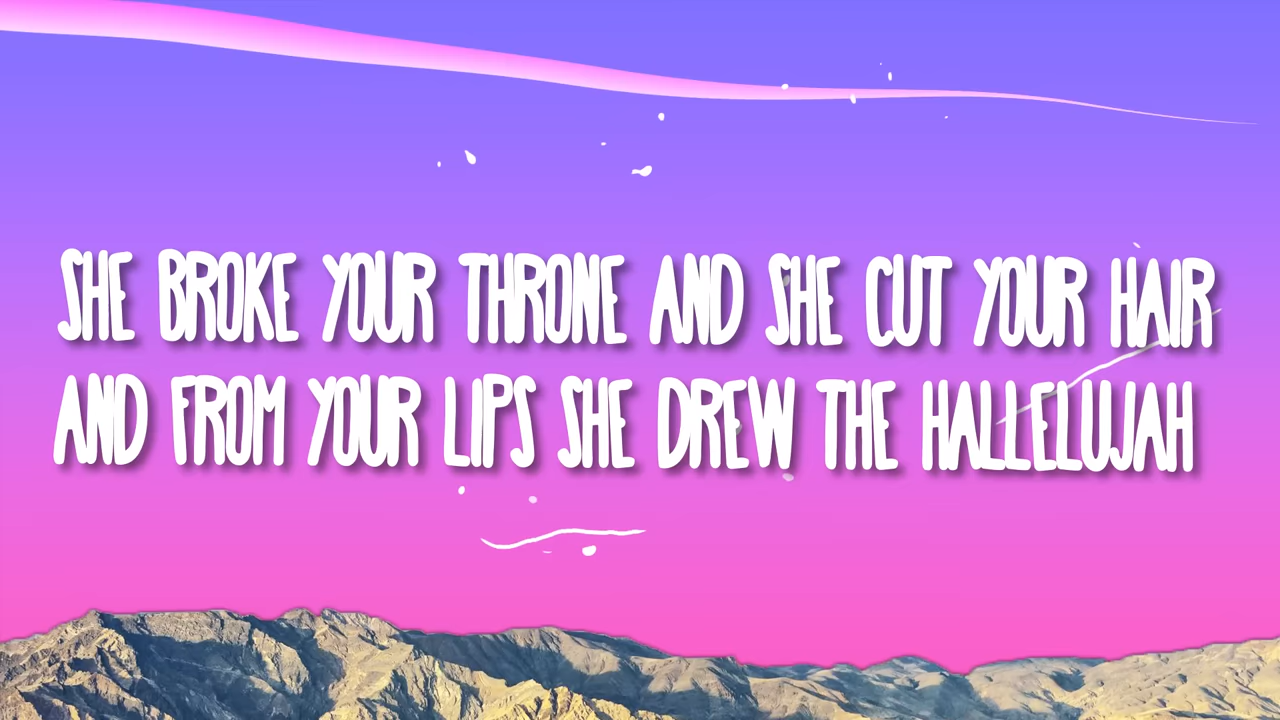 SHE BROKE YOUR THRONE AND SHE CUT YOUR HAIR
AND FROM YOUR LIPS SHE DREW THE HALLELUJAH